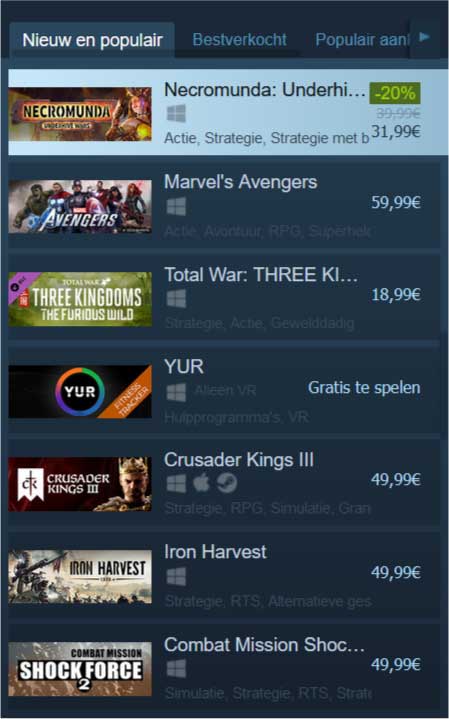 Nieuw en populair
Bestverkocht
Populair aanl
NECROMUNDA
UNDERHIVE WARS
Necromunda: Underhi...
-20%
39,99€
31,99€
Actie, Strategie, Strategie met b
AVENGERS
Marvel's Avengers
59,99€
Actie, Avontuur, RPG, Superhel
TOTAL WAR
THREE KINGDOMS
THE FURIOUS WILD
Total War: THREE KI...
18,99€
Strategie, Actie, Gewelddadig
YUR
FITNESS
TRACKER
YUR
Alleen VR
Gratis te spelen
Hulpprogramma's, VR
CRUSADER
KINGS III
Crusader Kings III
49,99€
Strategie, RPG, Simulatie, Gran
IRON HARVEST
Iron Harvest
49,99€
Strategie, RTS, Alternatieve ges
COMBAT MISSION
SHOCK FORCE
2
Combat Mission Shoc...
49,99€
Simulatie, Strategie, RTS, Strat